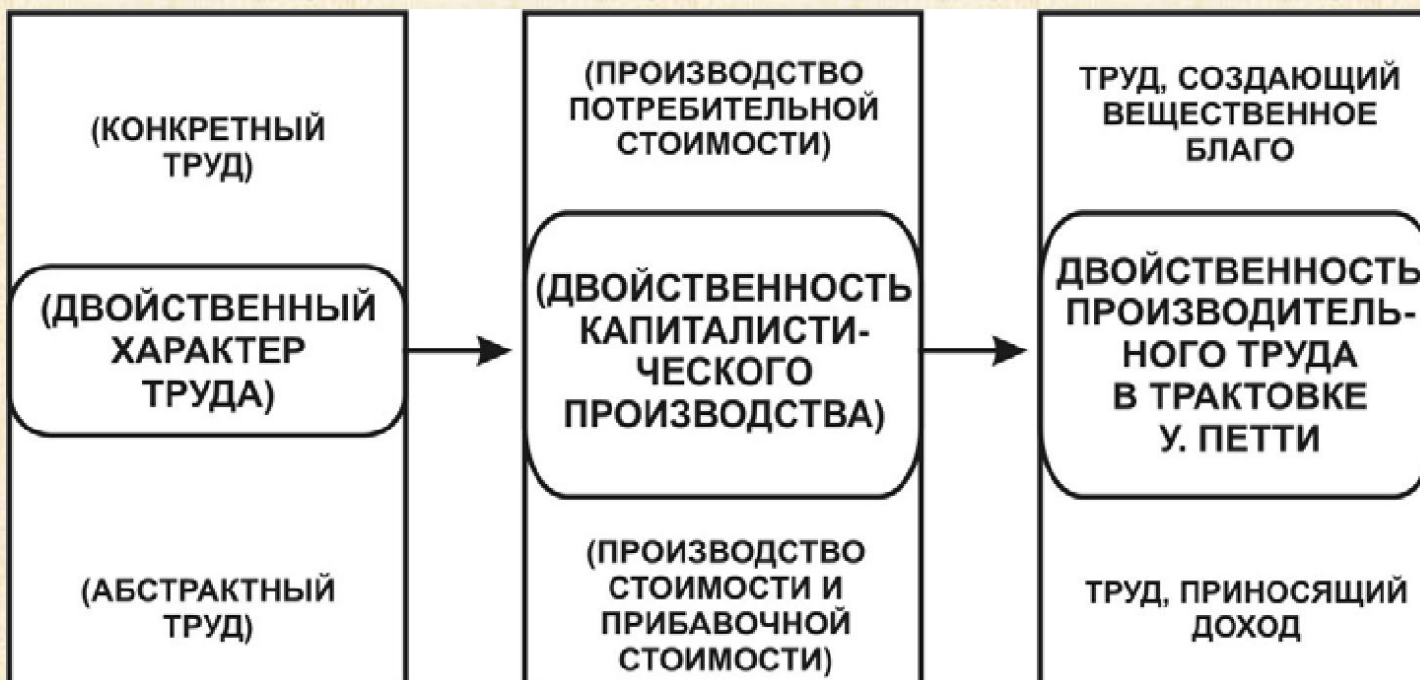 (КОНКРЕТНЫЙ
ТРУД)
(ДВОЙСТВЕННЫЙ
ХАРАКТЕР
ТРУДА)
(АБСТРАКТНЫЙ
ТРУД)
(ПРОИЗВОДСТВО
ПОТРЕБИТЕЛЬНОЙ
СТОИМОСТИ)
(ДВОЙСТВЕННОСТЬ
КАПИТАЛИСТИ-
ЧЕСКОГО
ПРОИЗВОДСТВА)
(ПРОИЗВОДСТВО
СТОИМОСТИ И
ПРИБАВОЧНОЙ
СТОИМОСТИ)
ТРУД, СОЗДАЮЩИЙ
ВЕЩЕСТВЕННОЕ
БЛАГО
ДВОЙСТВЕННОСТЬ
ПРОИЗВОДИТЕЛЬ-
НОГО ТРУДА
В ТРАКТОВКЕ
У. ПЕТТИ
ТРУД, ПРИНОСЯЩИЙ
ДОХОД